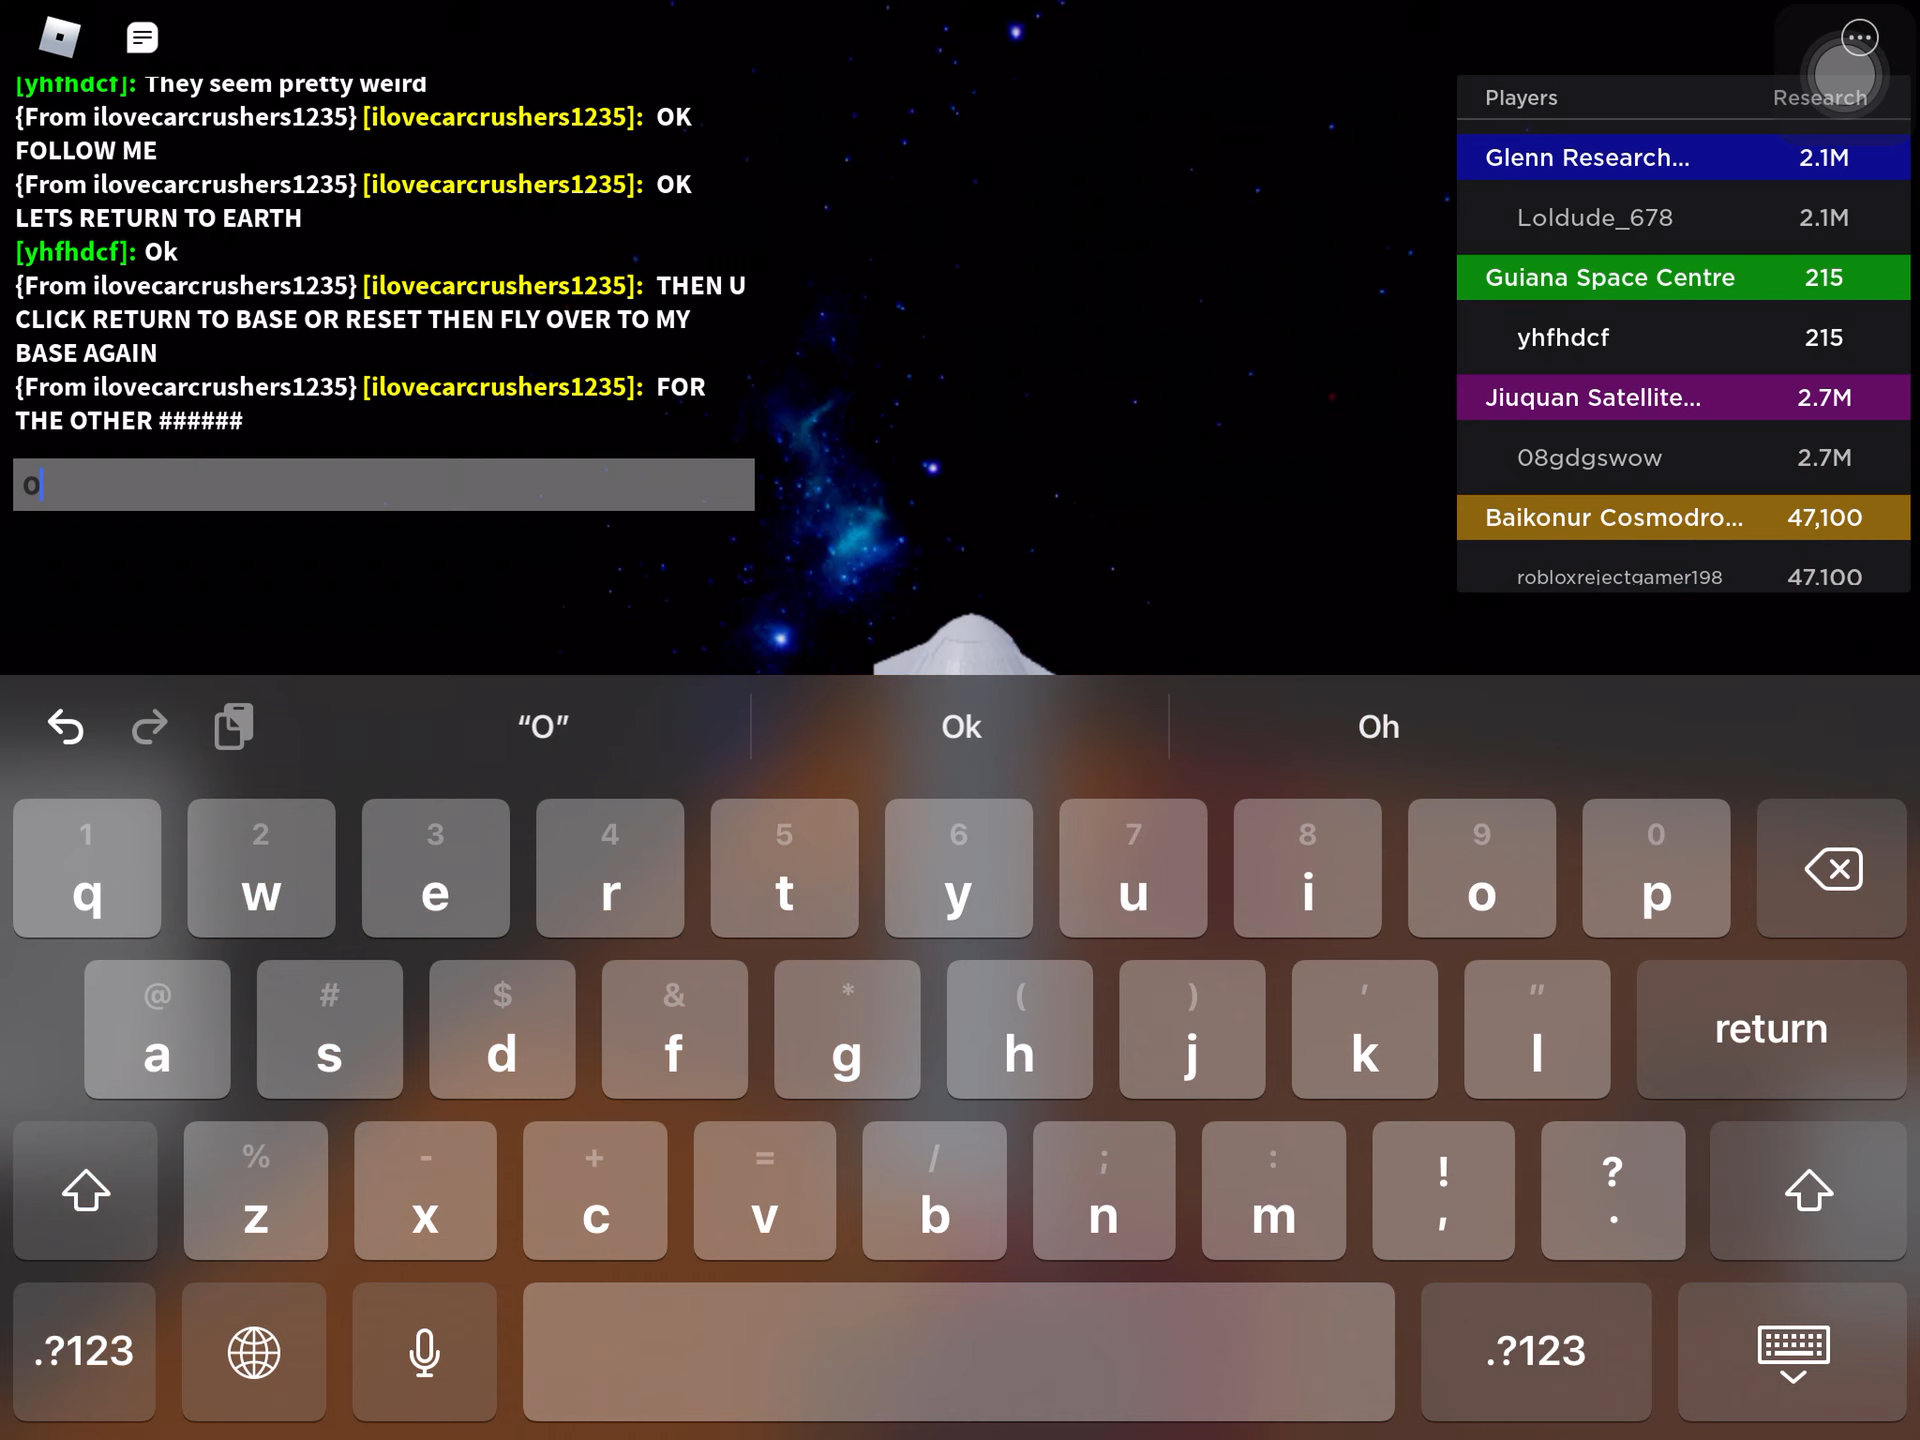 [yhfhdcf]: They seem pretty weird
{From ilovecarcrushers1235} [ilovecarcrushers1235]: OK
FOLLOW ME
{From ilovecarcrushers1235} [ilovecarcrushers1235]: OK
LETS RETURN TO EARTH
[yhfhdcf]: Ok
{From ilovecarcrushers1235} [ilovecarcrushers1235]: THEN U
CLICK RETURN TO BASE OR RESET THEN FLY OVER TO MY
BASE AGAIN
{From ilovecarcrushers1235} [ilovecarcrushers1235]: FOR
THE OTHER ######
o
Players Research
Glenn Research... 2.1M
Loldude_678 2.1M
Guiana Space Centre 215
yhfhdcf 215
Jiuquan Satellite... 2.7M
08gdgswow 2.7M
Baikonur Cosmodro... 47,100
robloxrejectgamer198 47,100
“O” Ok Oh
1 2 3 4 5 6 7 8 9 0
q w e r t y u i o p
@ # $ & * ( ) ' "
a s d f g h j k l return
% - + = / ; : ! ?
z x c v b n m , .
.?123 .?123